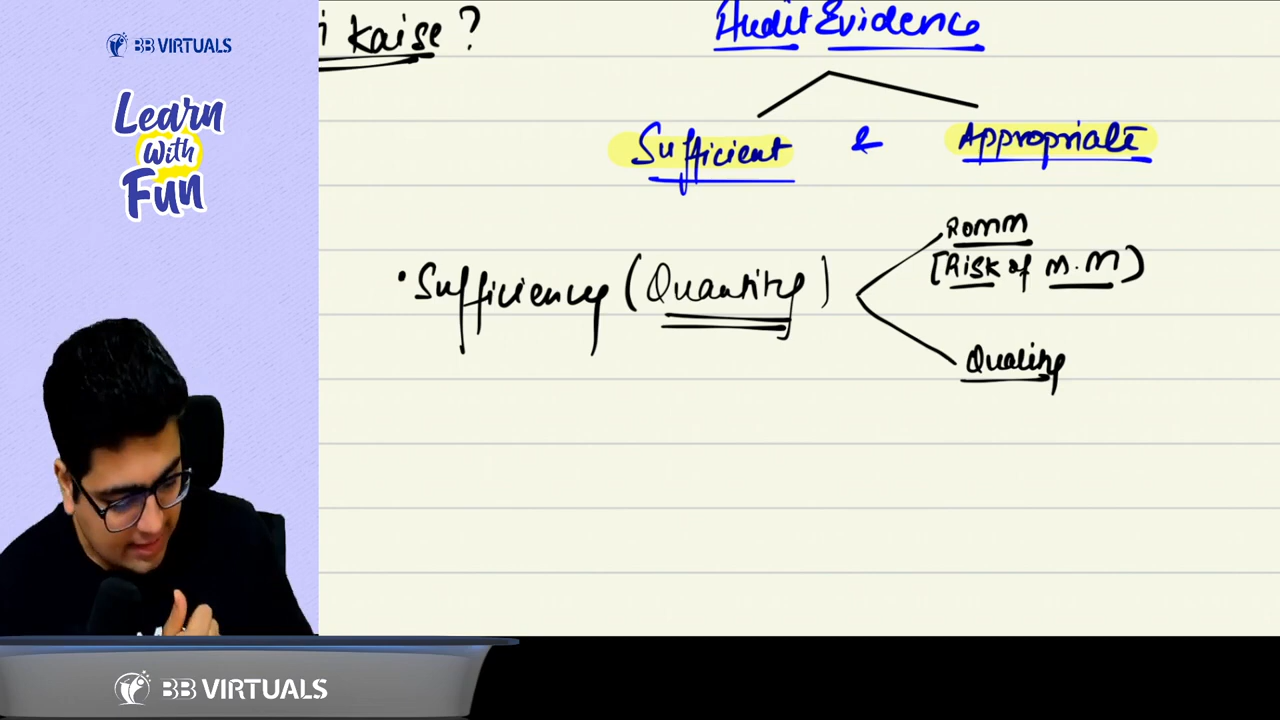 BB VIRTUALS
Learn
With
Fun
i kaise?
Audit Evidence
Sufficient & Appropriate
• Sufficiency (Quantity)
ROMM
[Risk of M.M)
Quality
BB VIRTUALS